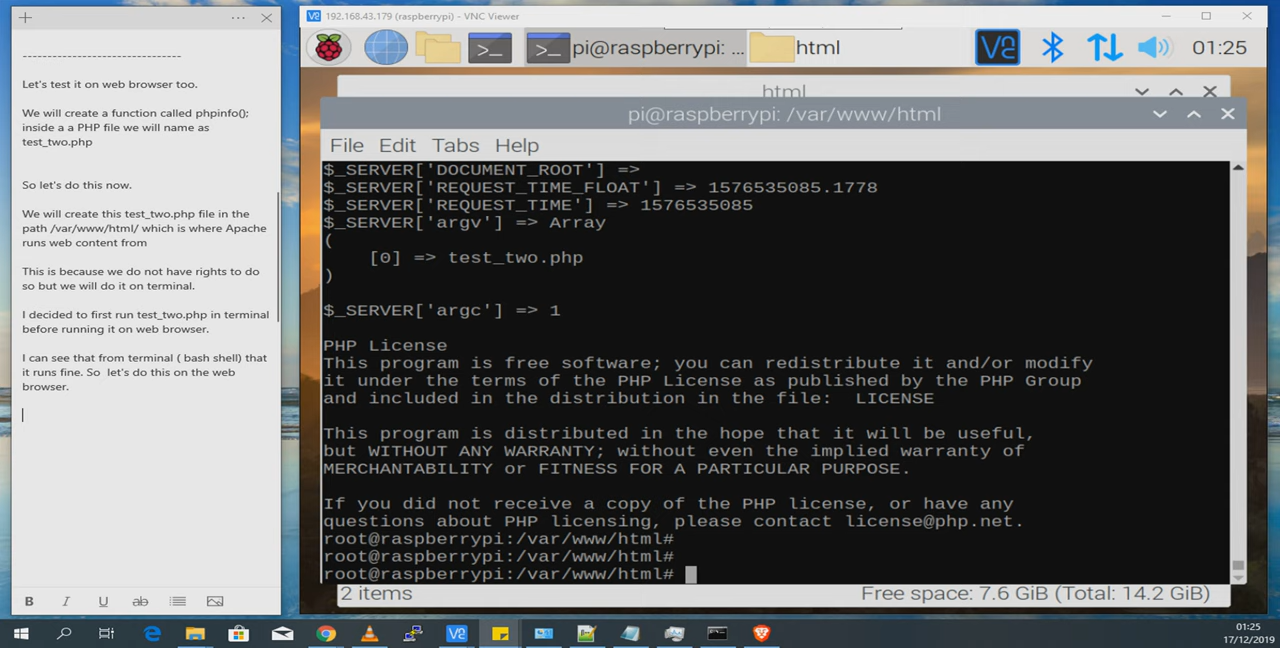 -------------------------------
Let's test it on web browser too.
We will create a function called phpinfo();
inside a a PHP file we will name as
test_two.php
So let's do this now.
We will create this test_two.php file in the
path /var/www/html/ which is where Apache
runs web content from
This is because we do not have rights to do
so but we will do it on terminal.
I decided to first run test_two.php in terminal
before running it on web browser.
I can see that from terminal ( bash shell) that
it runs fine. So  let's do this on the web
browser.
B I U ab
192.168.43.179 (raspberrypi) - VNC Viewer
pi@raspberrypi: ...
html
01:25
html
pi@raspberrypi: /var/www/html
File Edit Tabs Help
$_SERVER['DOCUMENT_ROOT'] =>
$_SERVER['REQUEST_TIME_FLOAT'] => 1576535085.1778
$_SERVER['REQUEST_TIME'] => 1576535085
$_SERVER['argv'] => Array
(
    [0] => test_two.php
)
$_SERVER['argc'] => 1
PHP License
This program is free software; you can redistribute it and/or modify
it under the terms of the PHP License as published by the PHP Group
and included in the distribution in the file:  LICENSE
This program is distributed in the hope that it will be useful,
but WITHOUT ANY WARRANTY; without even the implied warranty of
MERCHANTABILITY or FITNESS FOR A PARTICULAR PURPOSE.
If you did not receive a copy of the PHP license, or have any
questions about PHP licensing, please contact license@php.net.
root@raspberrypi:/var/www/html#
root@raspberrypi:/var/www/html#
root@raspberrypi:/var/www/html#
2 items
Free space: 7.6 GiB (Total: 14.2 GiB)
01:25
17/12/2019